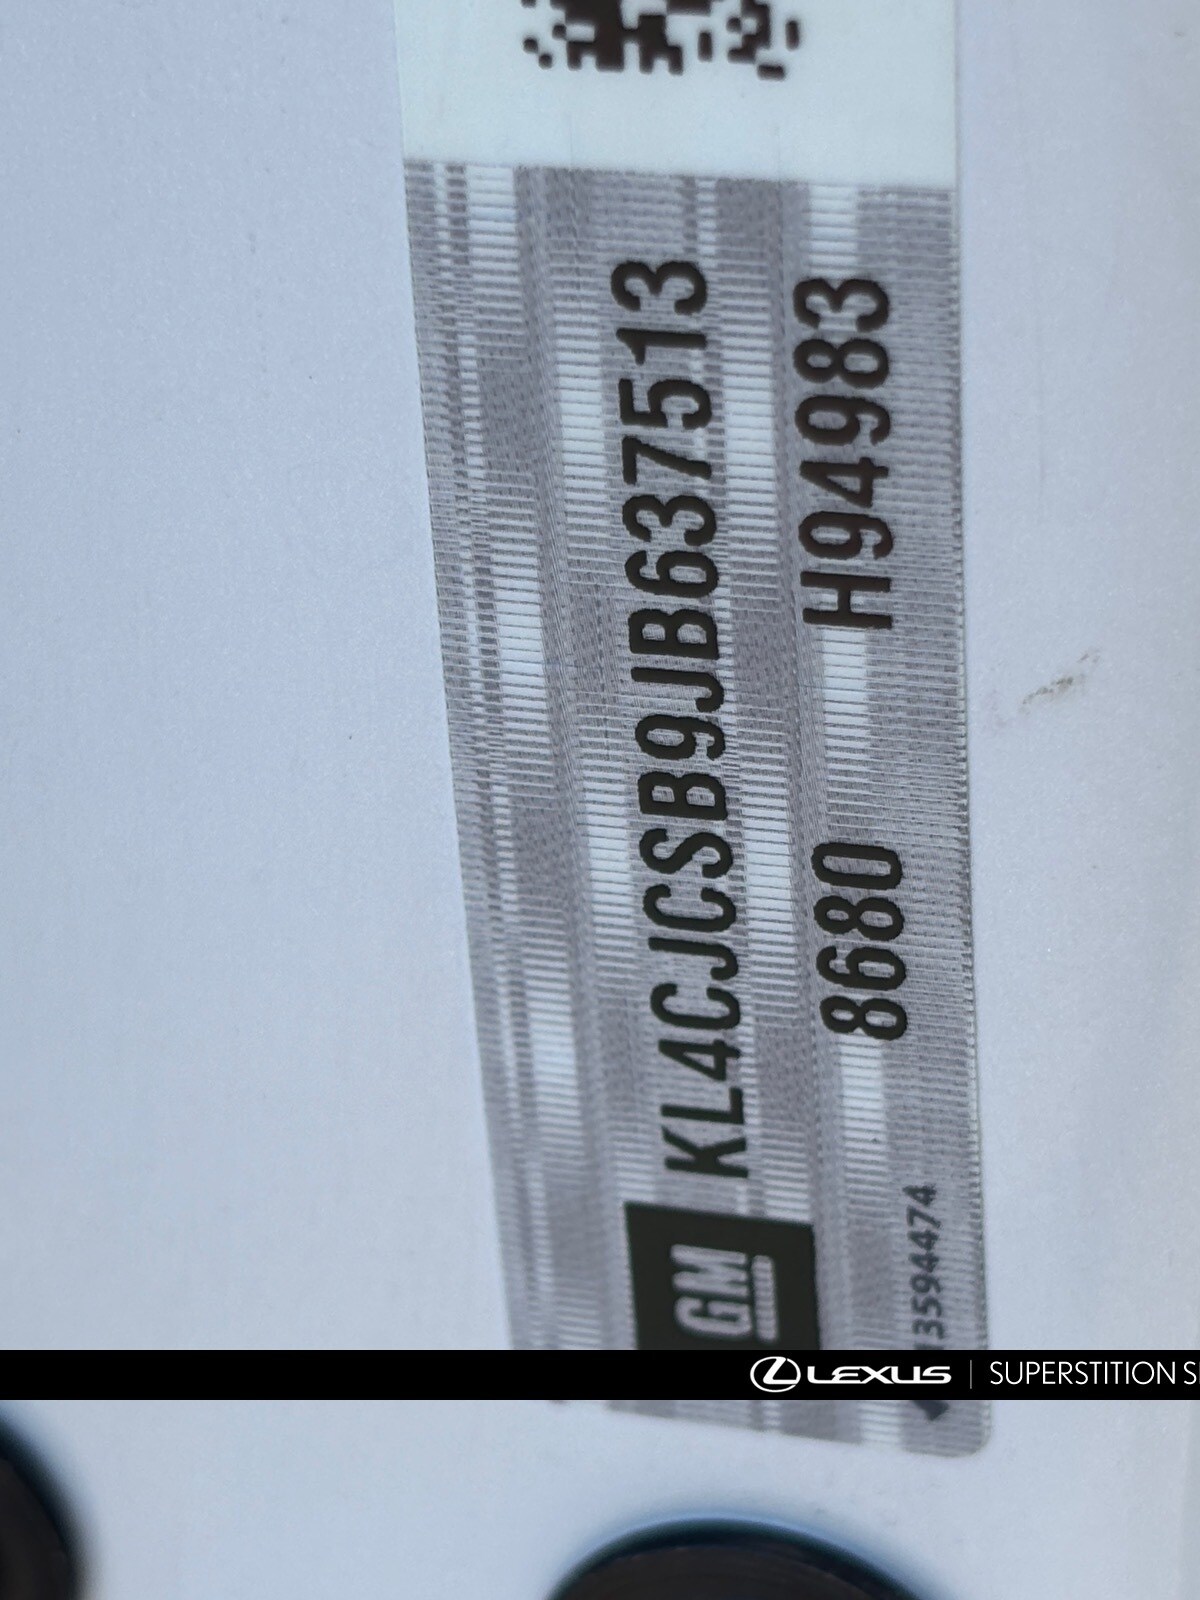 KL4CJCSB9JB637513
8680 H94983
GM
13594474
LEXUS | SUPERSTITION S